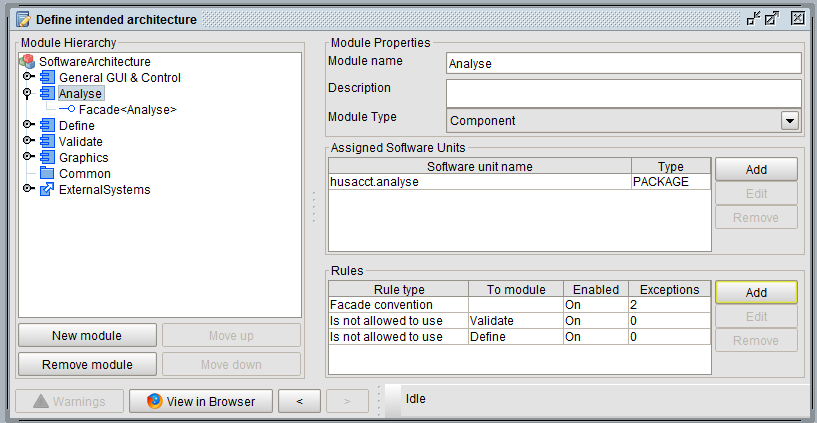 Define intended architecture
Module Hierarchy
SoftwareArchitecture
General GUI & Control
Analyse
Facade<Analyse>
Define
Validate
Graphics
Common
ExternalSystems
New module
Move up
Remove module
Move down
Module Properties
Module name
Analyse
Description
Module Type
Component
Assigned Software Units
Software unit name Type
husacct.analyse PACKAGE
Add
Edit
Remove
Rules
Rule type To module Enabled Exceptions
Facade convention On 2
Is not allowed to use Validate On 0
Is not allowed to use Define On 0
Add
Edit
Remove
Warnings
View in Browser
<
>
Idle